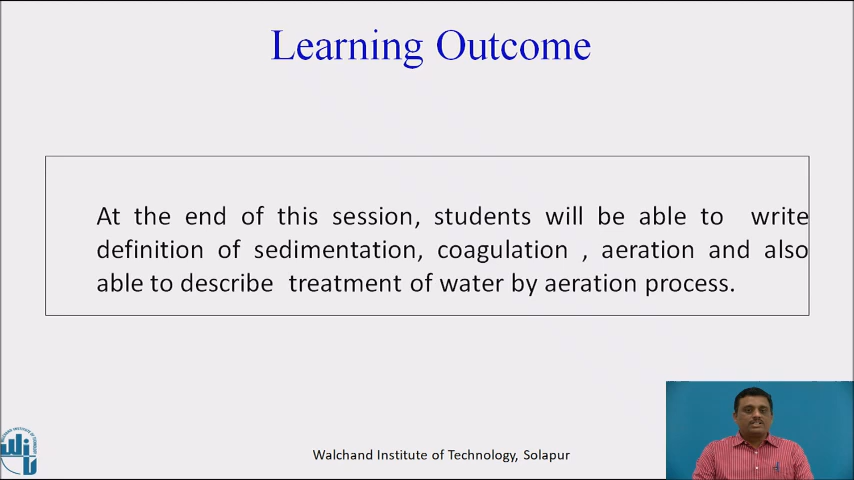 Learning Outcome
At the end of this session, students will be able to write
definition of sedimentation, coagulation , aeration and also
able to describe treatment of water by aeration process.
Walchand Institute of Technology, Solapur